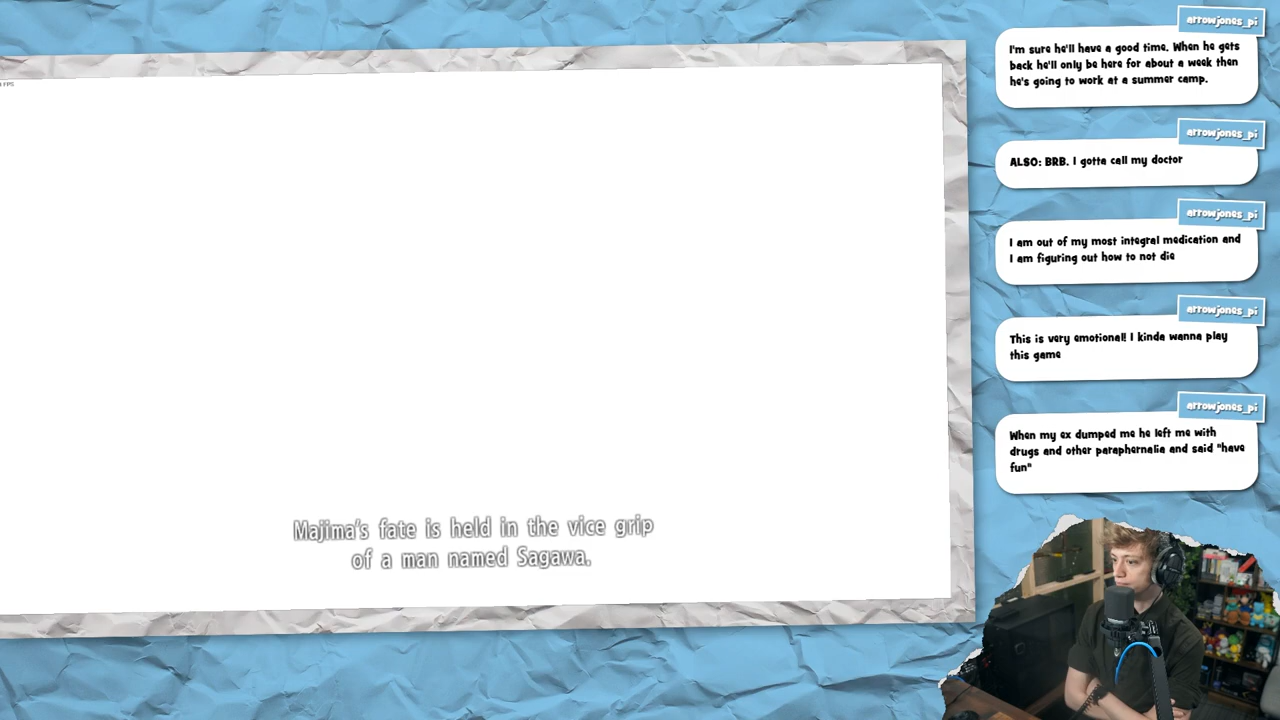 FPS
Majima's fate is held in the vice grip
of a man named Sagawa.
arrowjones_pi
I'm sure he'll have a good time. When he gets
back he'll only be here for about a week then
he's going to work at a summer camp.
arrowjones_pi
ALSO: BRB. I gotta call my doctor
arrowjones_pi
I am out of my most integral medication and
I am figuring out how to not die
arrowjones_pi
This is very emotional! I kinda wanna play
this game
arrowjones_pi
When my ex dumped me he left me with
drugs and other paraphernalia and said "have
fun"